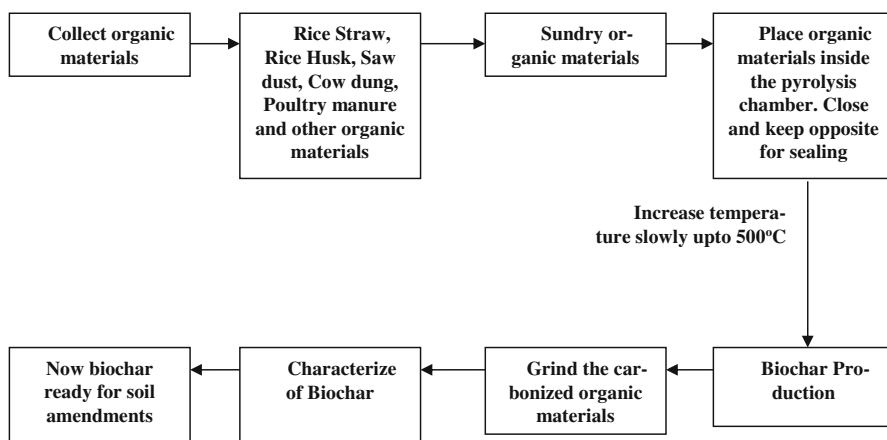 Collect organic
materials
Rice Straw,
Rice Husk, Saw
dust, Cow dung,
Poultry manure
and other organic
materials
Sundry or-
ganic materials
Place organic
materials inside
the pyrolysis
chamber. Close
and keep opposite
for sealing
Increase tempera-
ture slowly upto 500ºC
Biochar Pro-
duction
Grind the car-
bonized organic
materials
Characterize
of Biochar
Now biochar
ready for soil
amendments